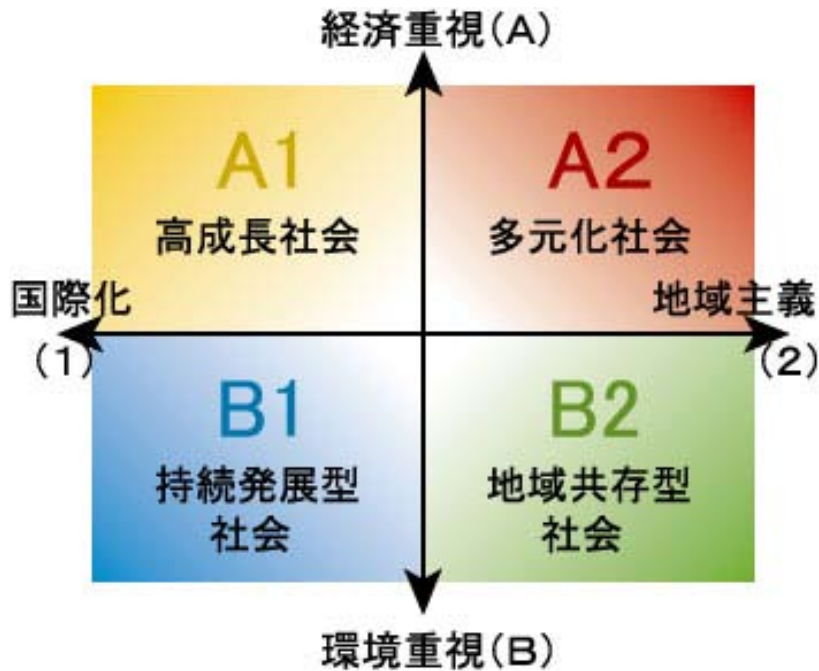 経済重視(A)
A1
高成長社会
A2
多元化社会
国際化
(1)
地域主義
(2)
B1
持続発展型
社会
B2
地域共存型
社会
環境重視(B)